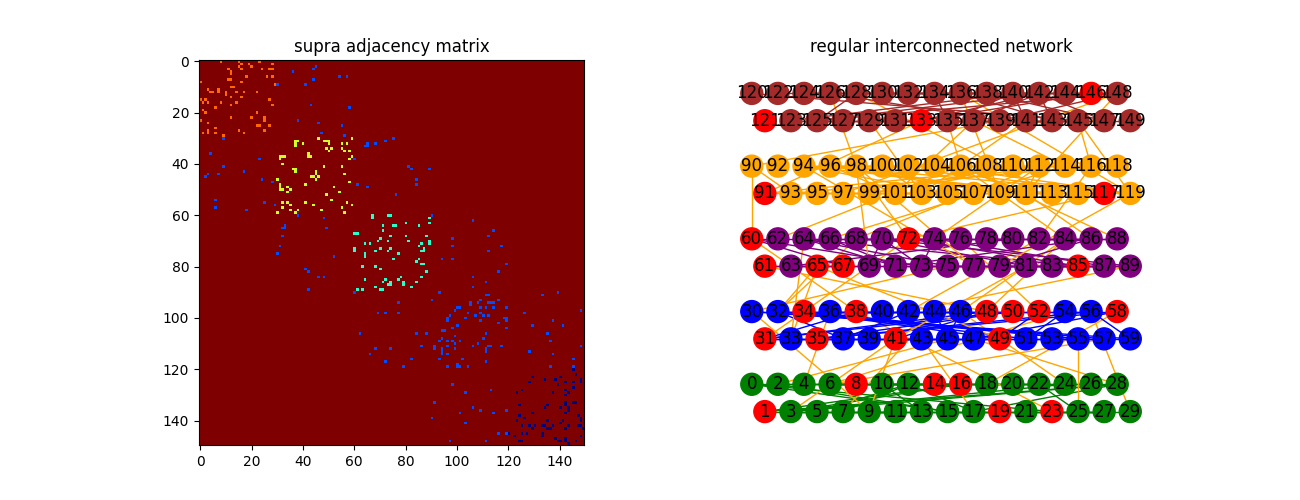 supra adjacency matrix
0
20
40
60
80
100
120
140
0 20 40 60 80 100 120 140
regular interconnected network
120 122 124 126 128 130 132 134 136 138 140 142 144 146 148
121 123 125 127 129 131 133 135 137 139 141 143 145 147 149
90 92 94 96 98 100 102 104 106 108 110 112 114 116 118
91 93 95 97 99 101 103 105 107 109 111 113 115 117 119
60 62 64 66 68 70 72 74 76 78 80 82 84 86 88
61 63 65 67 69 71 73 75 77 79 81 83 85 87 89
30 32 34 36 38 40 42 44 46 48 50 52 54 56 58
31 33 35 37 39 41 43 45 47 49 51 53 55 57 59
0 2 4 6 8 10 12 14 16 18 20 22 24 26 28
1 3 5 7 9 11 13 15 17 19 21 23 25 27 29